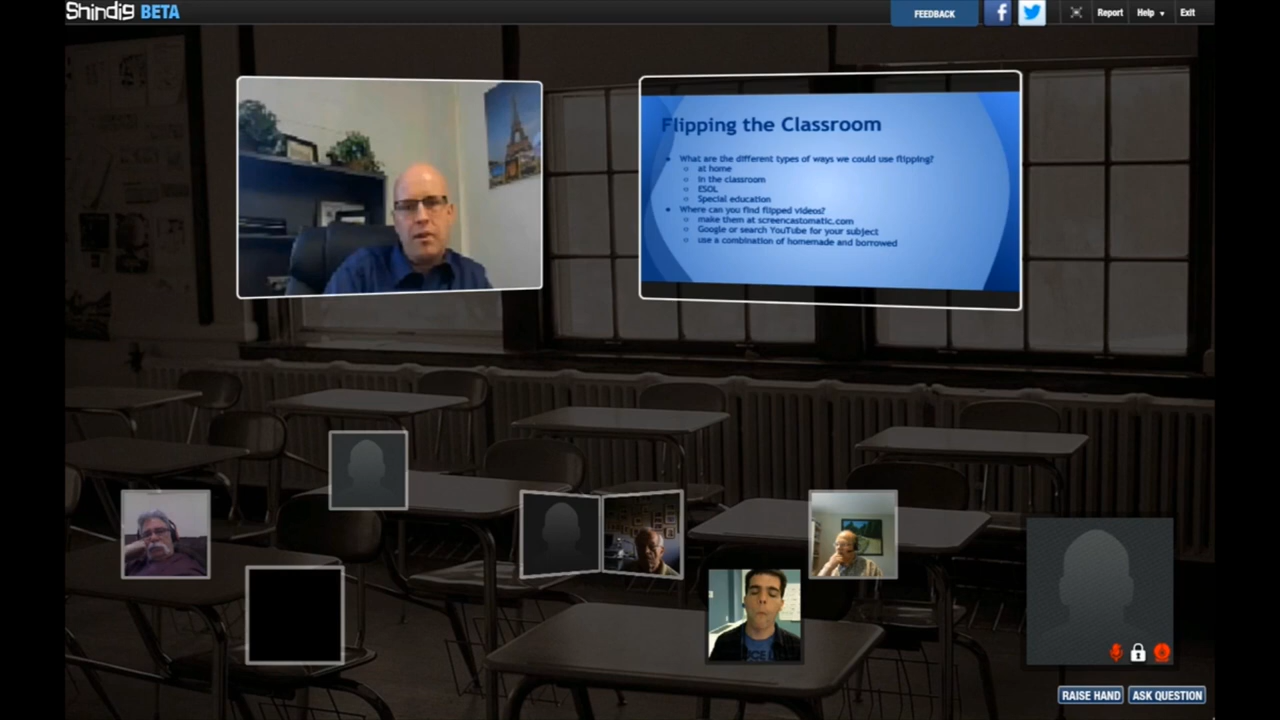 Shindig BETA
FEEDBACK
Report Help Exit
Flipping the Classroom
What are the different types of ways we could use flipping?
at home
in the classroom
ESOL
Special education
Where can you find flipped videos?
make them at screencastomatic.com
Google or search YouTube for your subject
use a combination of homemade and borrowed
RAISE HAND ASK QUESTION